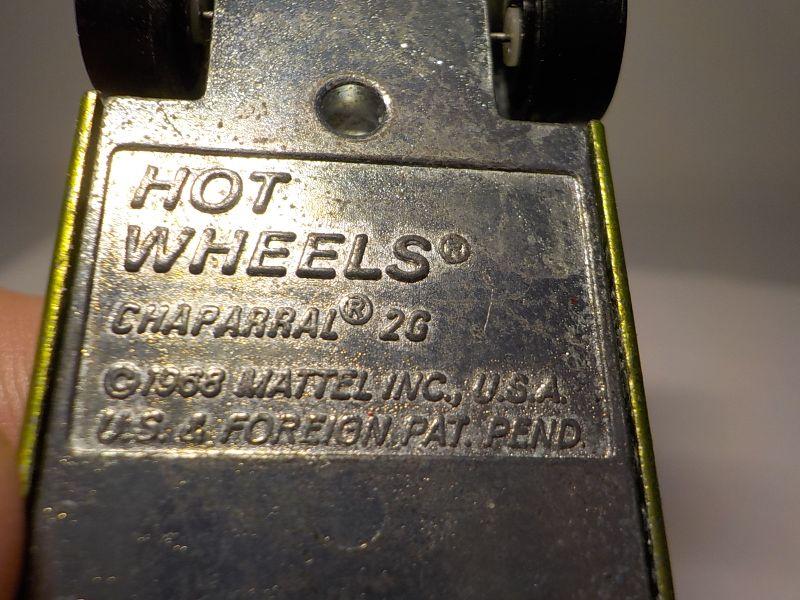 HOT
WHEELS®
CHAPARRAL® 2G
©1968 MATTEL INC., U.S.A.
U.S. & FOREIGN PAT. PEND.